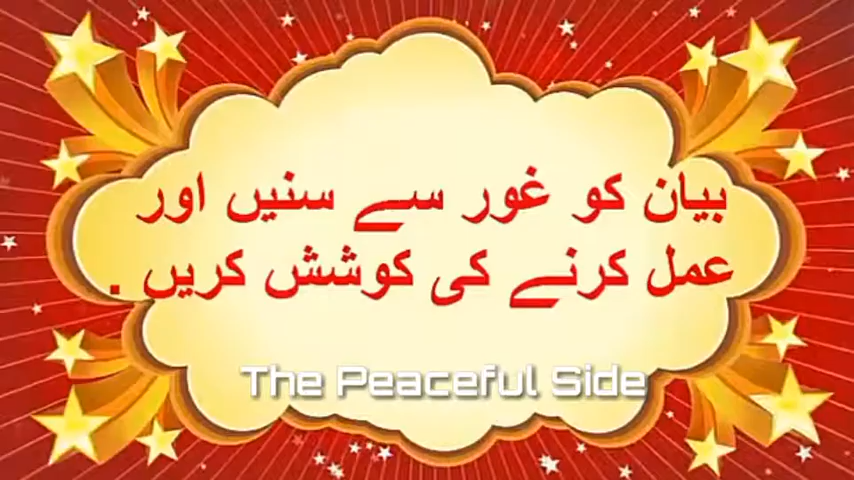 بیان کو غور سے سنیں اور
عمل کرنے کی کوشش کریں .
The Peaceful Side